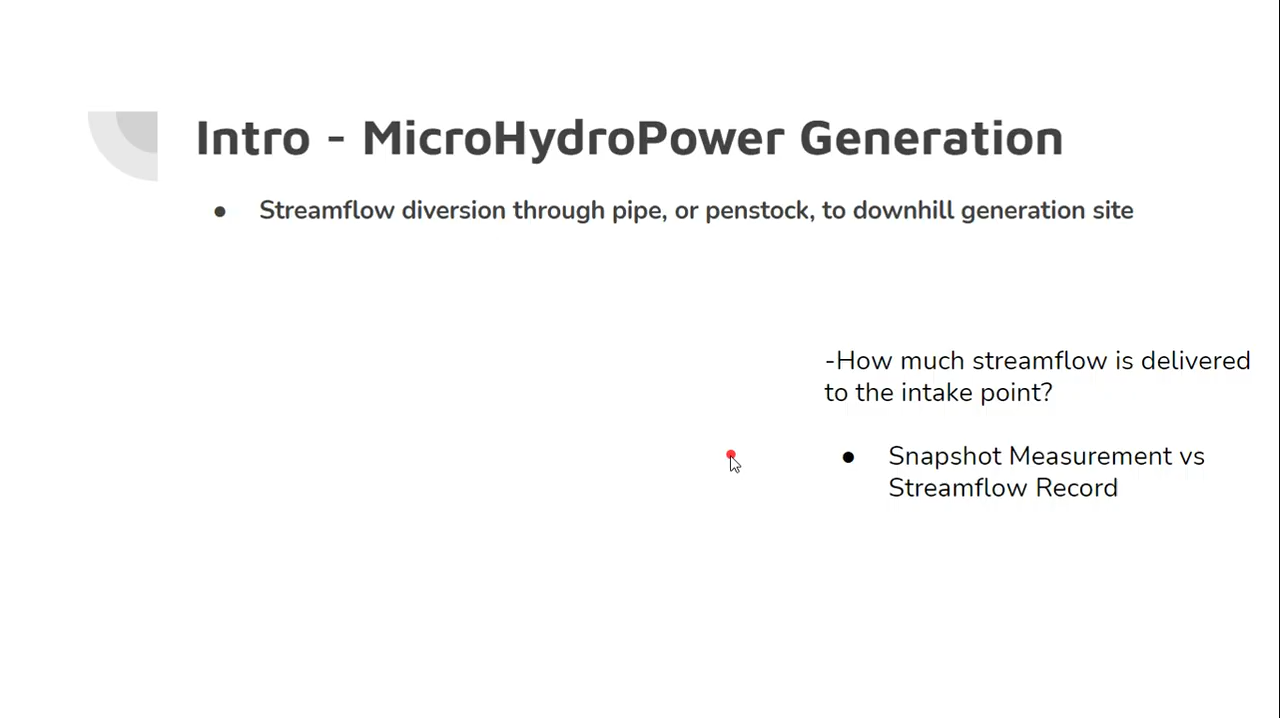 Intro - MicroHydroPower Generation
● Streamflow diversion through pipe, or penstock, to downhill generation site
-How much streamflow is delivered
to the intake point?
● Snapshot Measurement vs
Streamflow Record